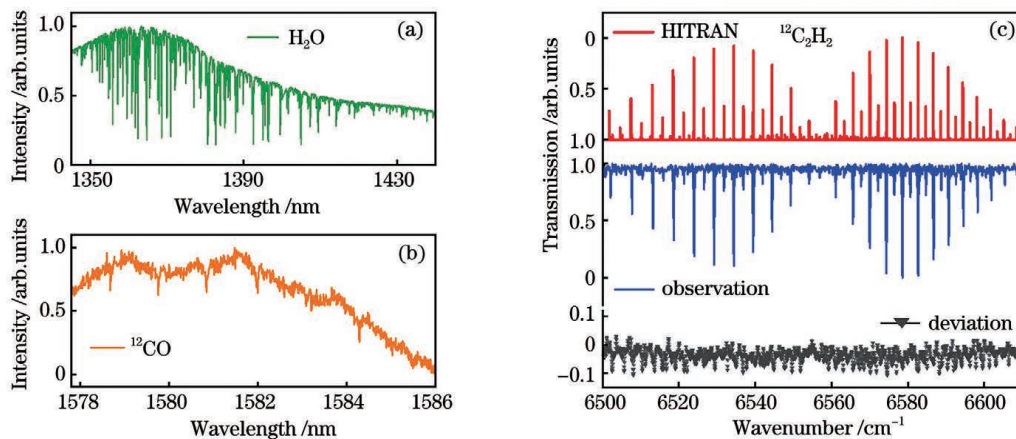 Intensity /arb.units
1.0
0.5
0
H₂O
(a)
1350
1390
1430
Wavelength /nm
Intensity /arb.units
1.0
0.5
0
¹²CO
(b)
1578
1580
1582
1584
1586
Wavelength /nm
Transmission /arb.units
HITRAN
¹²C₂H₂
(c)
0
0.5
1.0
1.0
0.5
0
observation
deviation
0.1
0
−0.1
6500
6520
6540
6560
6580
6600
Wavenumber /cm⁻¹